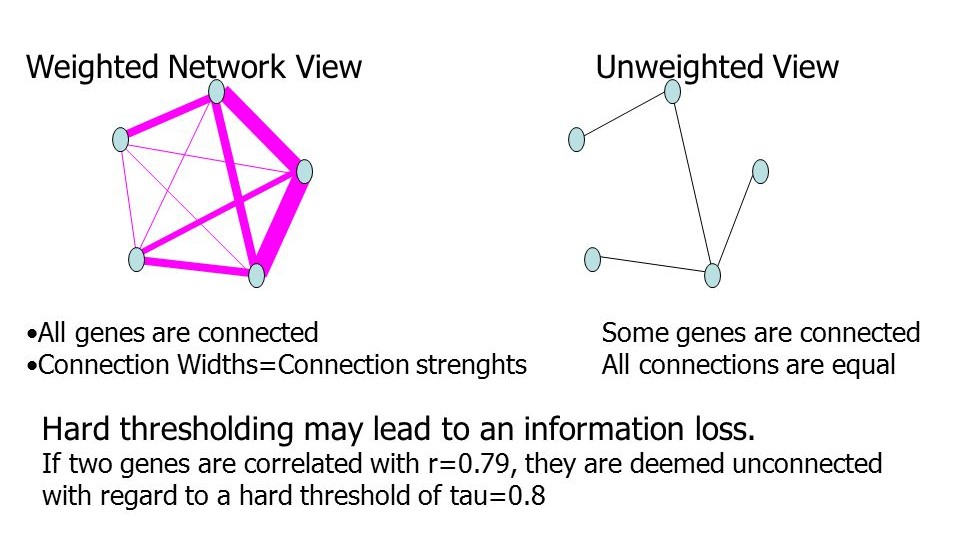 Weighted Network View
Unweighted View
•All genes are connected
•Connection Widths=Connection strenghts
Some genes are connected
All connections are equal
Hard thresholding may lead to an information loss.
If two genes are correlated with r=0.79, they are deemed unconnected
with regard to a hard threshold of tau=0.8